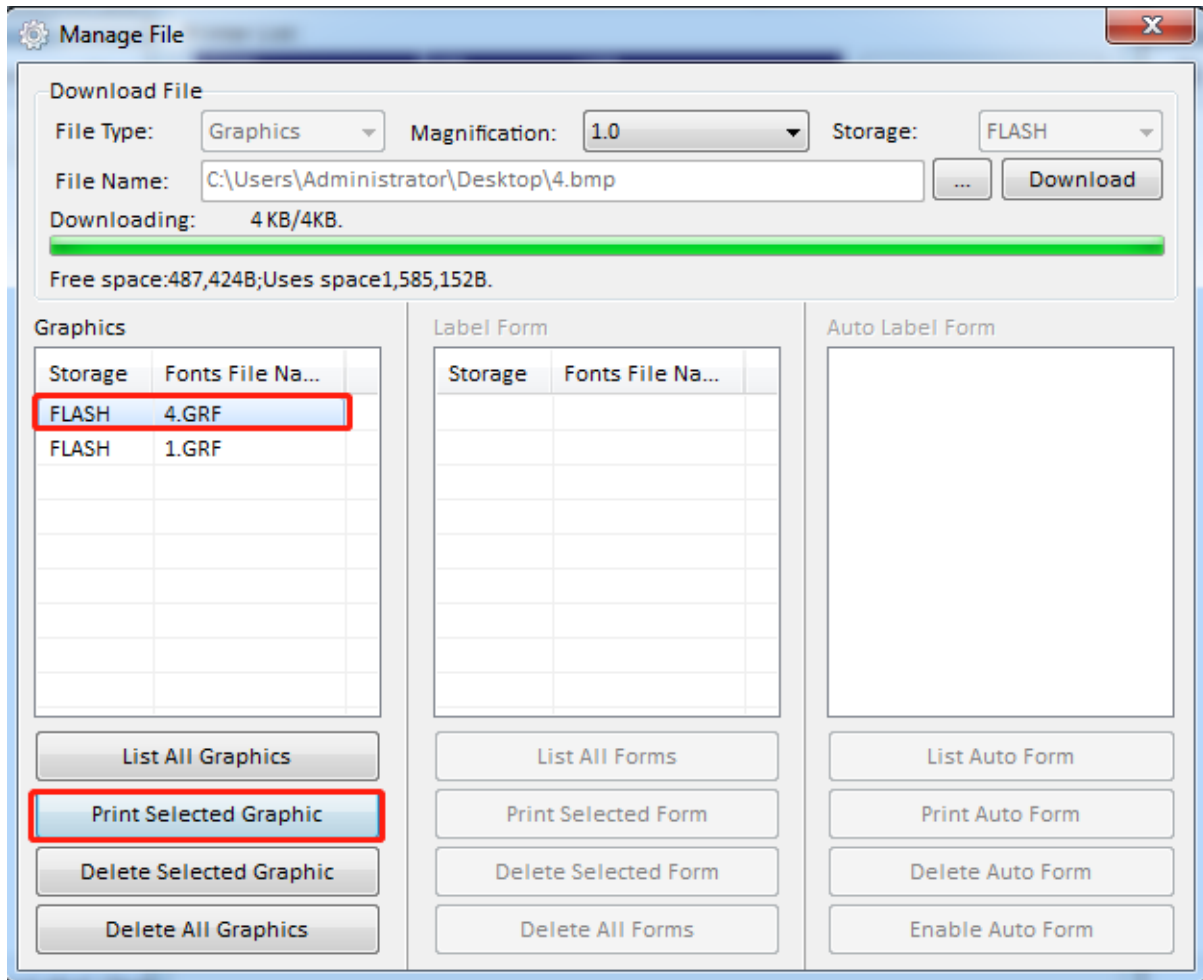 Manage File
Download File
File Type: Graphics Magnification: 1.0 Storage: FLASH
File Name: C:\Users\Administrator\Desktop\4.bmp ... Download
Downloading: 4 KB/4KB.
Free space:487,424B;Uses space1,585,152B.
Graphics Label Form Auto Label Form
Storage Fonts File Na... Storage Fonts File Na...
FLASH 4.GRF
FLASH 1.GRF
List All Graphics List All Forms List Auto Form
Print Selected Graphic Print Selected Form Print Auto Form
Delete Selected Graphic Delete Selected Form Delete Auto Form
Delete All Graphics Delete All Forms Enable Auto Form